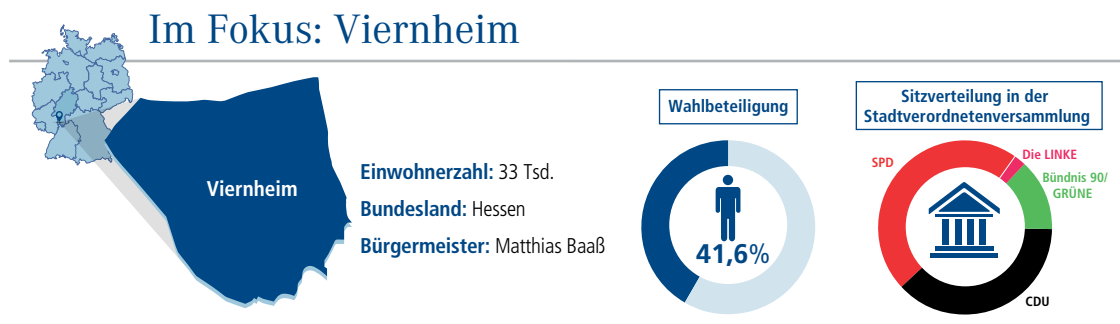 Im Fokus: Viernheim
Viernheim
Einwohnerzahl: 33 Tsd.
Bundesland: Hessen
Bürgermeister: Matthias Baaß
Wahlbeteiligung
41,6%
Sitzverteilung in der
Stadtverordnetenversammlung
SPD
Die LINKE
Bündnis 90/
GRÜNE
CDU